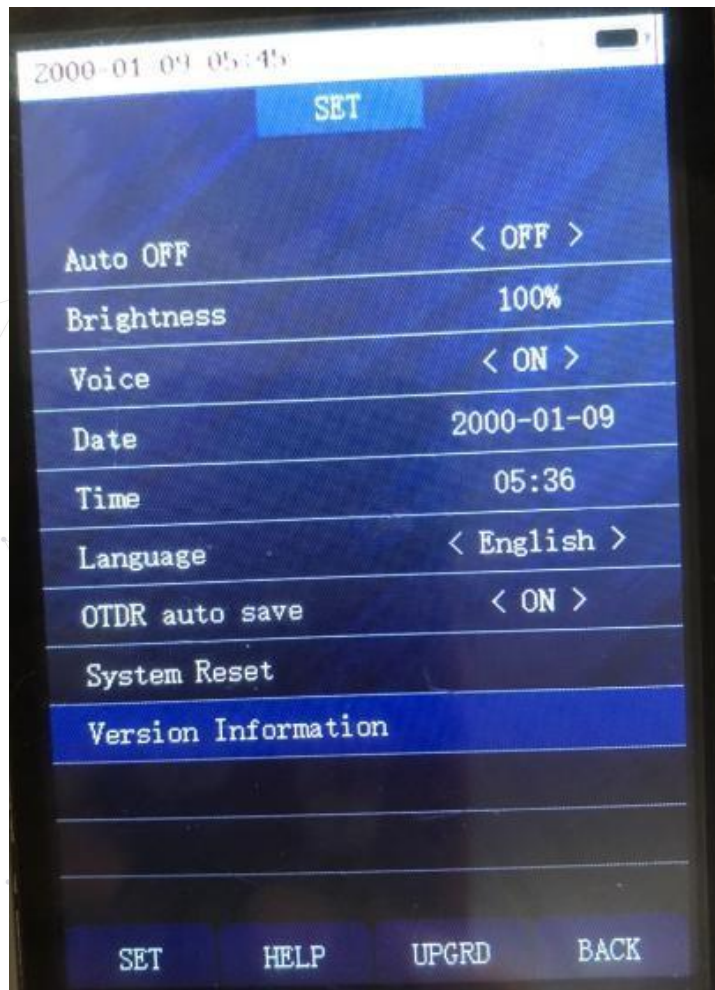 2000-01-09 05:45
SET
Auto OFF < OFF >
Brightness 100%
Voice < ON >
Date 2000-01-09
Time 05:36
Language < English >
OTDR auto save < ON >
System Reset
Version Information
SET HELP UPGRD BACK